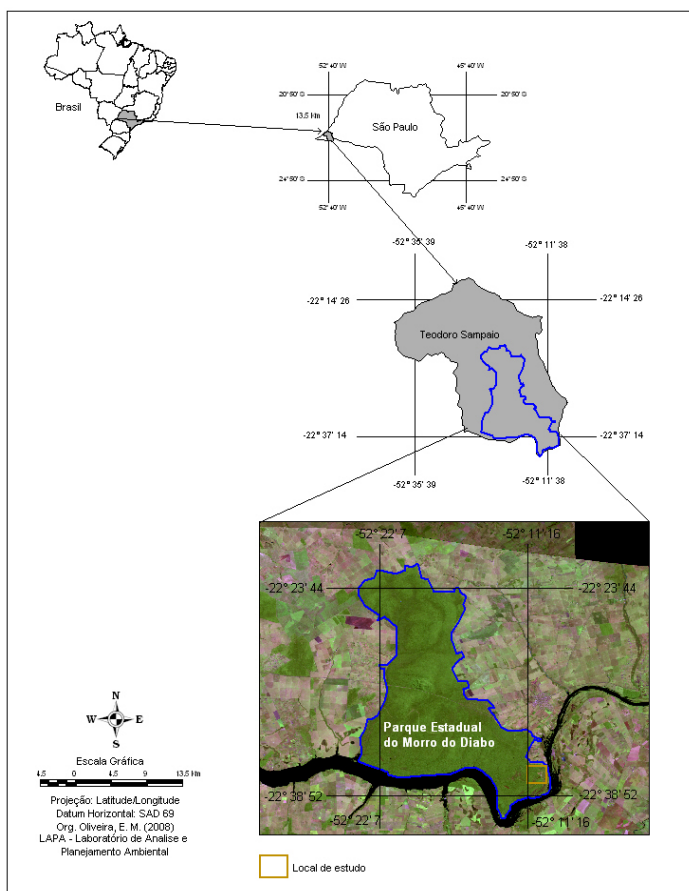 Brasil
52° 40' W
45°40' W
20°50' G
20°50' G
13,5 km
São Paulo
24°50' G
24°50' G
52° 40' W
45°40' W
-52° 35' 39
-52° 11' 38
-22° 14' 26
-22° 14' 26
Teodoro Sampaio
-22° 37' 14
-22° 37' 14
-52° 35' 39
-52° 11' 38
-52° 22' 7
-52° 11' 16
-22° 23' 44
-22° 23' 44
Parque Estadual
do Morro do Diabo
-22° 38' 52
-22° 38' 52
-52° 22' 7
-52° 11' 16
N
W E
S
Escala Gráfica
4,5 0 4,5 9 13,5 km
Projeção: Latitude/Longitude
Datum Horizontal: SAD 69
Org. Oliveira, E. M. (2008)
LAPA - Laboratório de Analise e
Planejamento Ambiental
Local de estudo